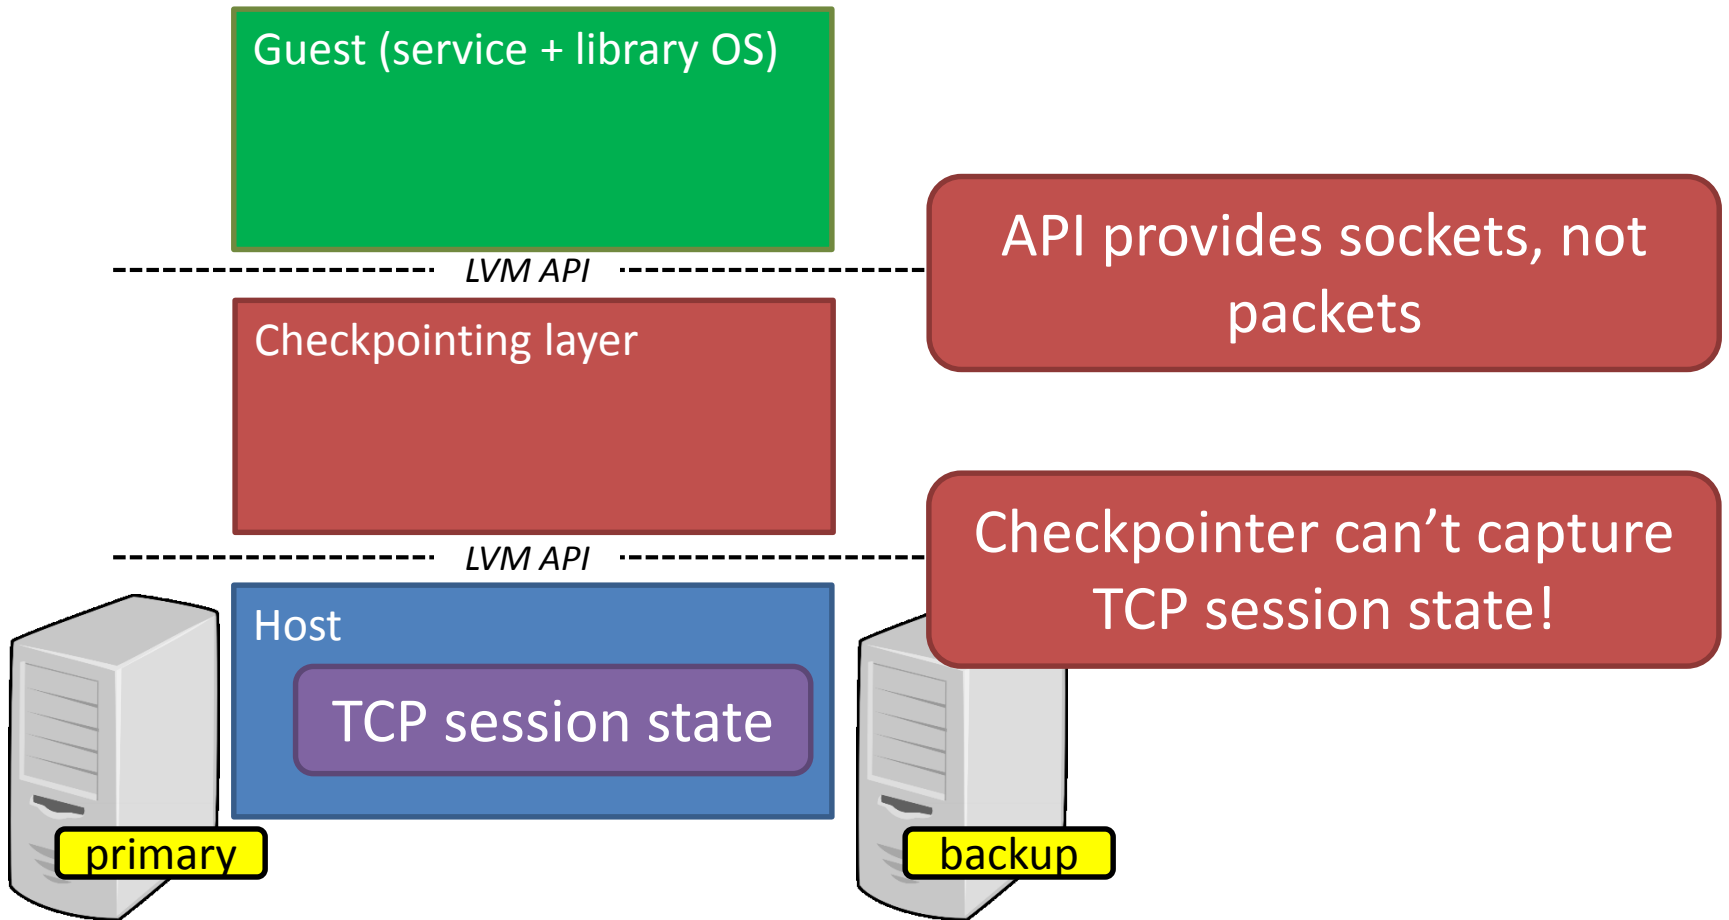 Guest (service + library OS)
LVM API
API provides sockets, not
packets
Checkpointing layer
LVM API
Checkpointer can’t capture
TCP session state!
Host
TCP session state
primary
backup